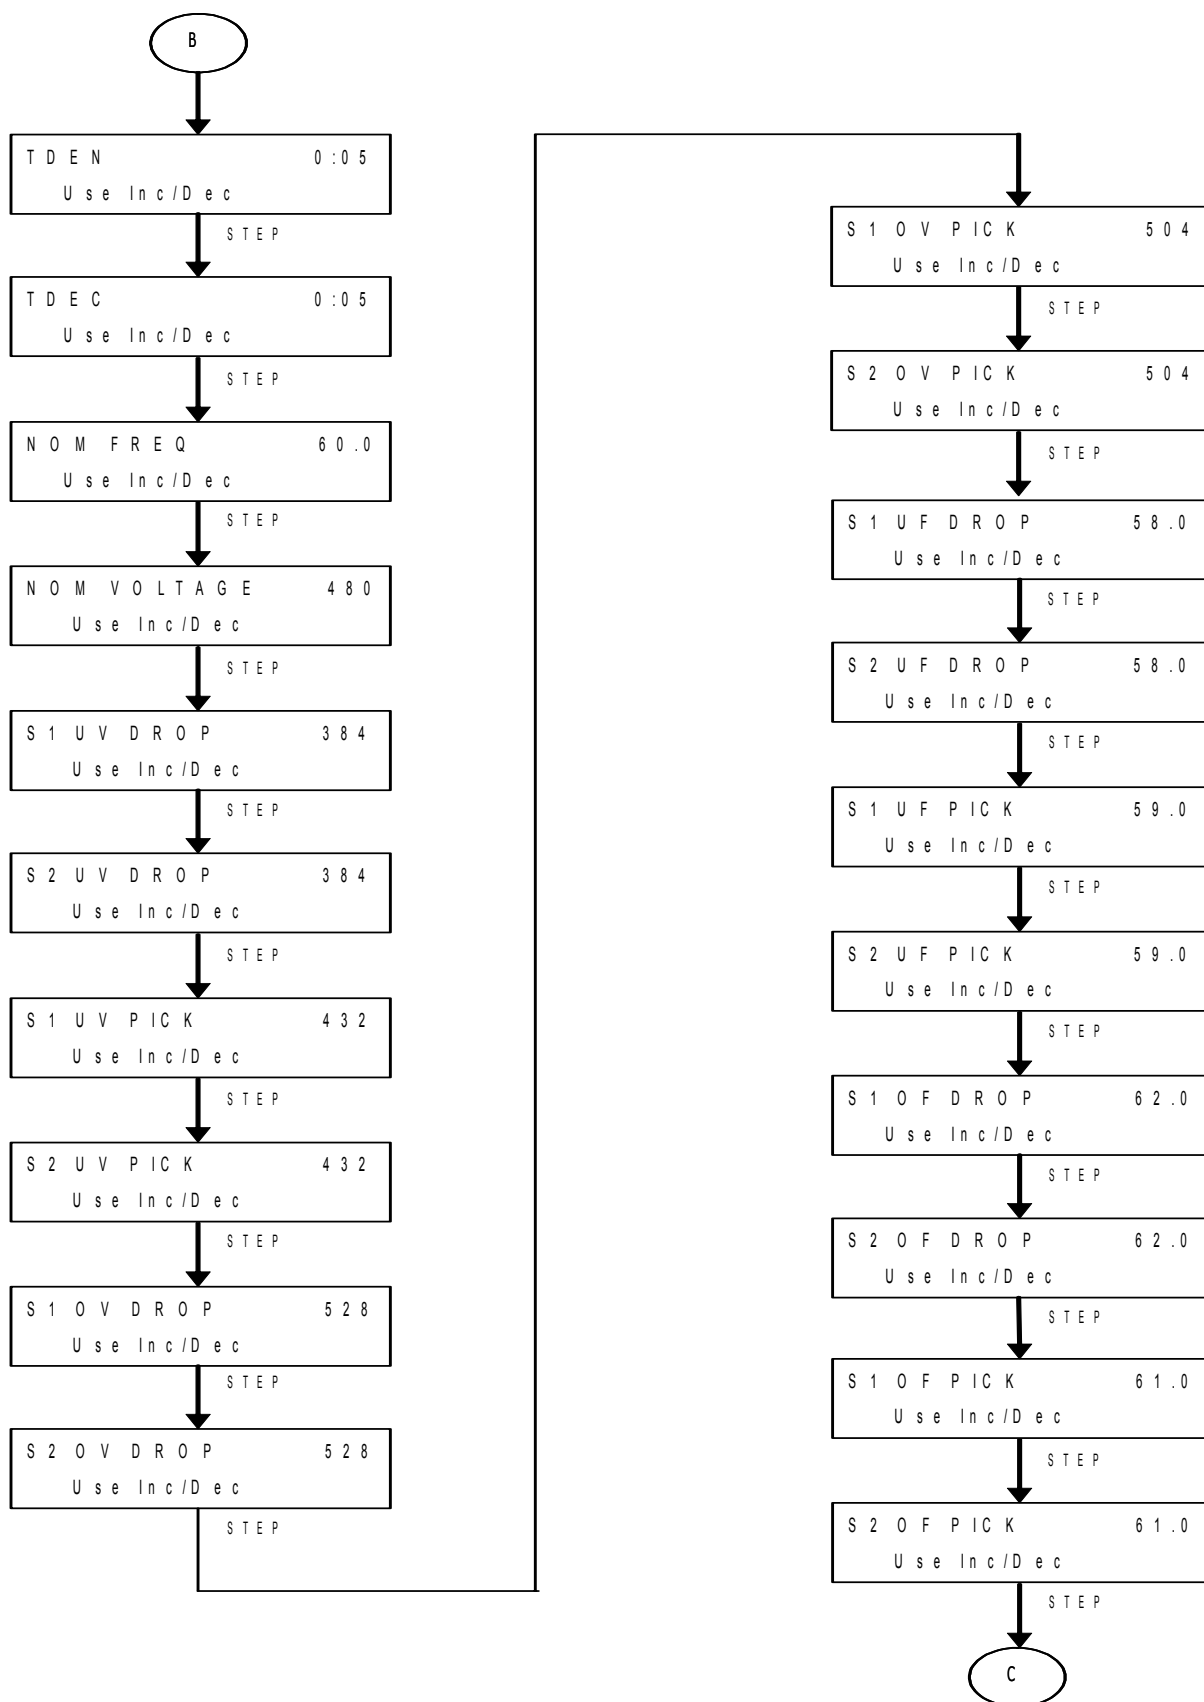 B
TDEN 0:05
Use Inc/Dec
STEP
TDEC 0:05
Use Inc/Dec
STEP
NOM FREQ 60.0
Use Inc/Dec
STEP
NOM VOLTAGE 480
Use Inc/Dec
STEP
S1 UV DROP 384
Use Inc/Dec
STEP
S2 UV DROP 384
Use Inc/Dec
STEP
S1 UV PICK 432
Use Inc/Dec
STEP
S2 UV PICK 432
Use Inc/Dec
STEP
S1 OV DROP 528
Use Inc/Dec
STEP
S2 OV DROP 528
Use Inc/Dec
STEP
S1 OV PICK 504
Use Inc/Dec
STEP
S2 OV PICK 504
Use Inc/Dec
STEP
S1 UF DROP 58.0
Use Inc/Dec
STEP
S2 UF DROP 58.0
Use Inc/Dec
STEP
S1 UF PICK 59.0
Use Inc/Dec
STEP
S2 UF PICK 59.0
Use Inc/Dec
STEP
S1 OF DROP 62.0
Use Inc/Dec
STEP
S2 OF DROP 62.0
Use Inc/Dec
STEP
S1 OF PICK 61.0
Use Inc/Dec
STEP
S2 OF PICK 61.0
Use Inc/Dec
STEP
C